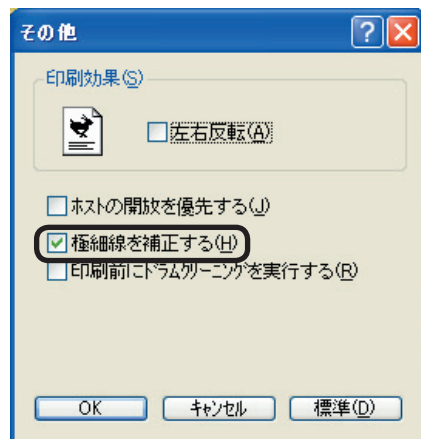 その他
印刷効果(S)
左右反転(A)
ホストの開放を優先する(J)
極細線を補正する(H)
印刷前にドラムクリーニングを実行する(R)
OK キャンセル 標準(D)